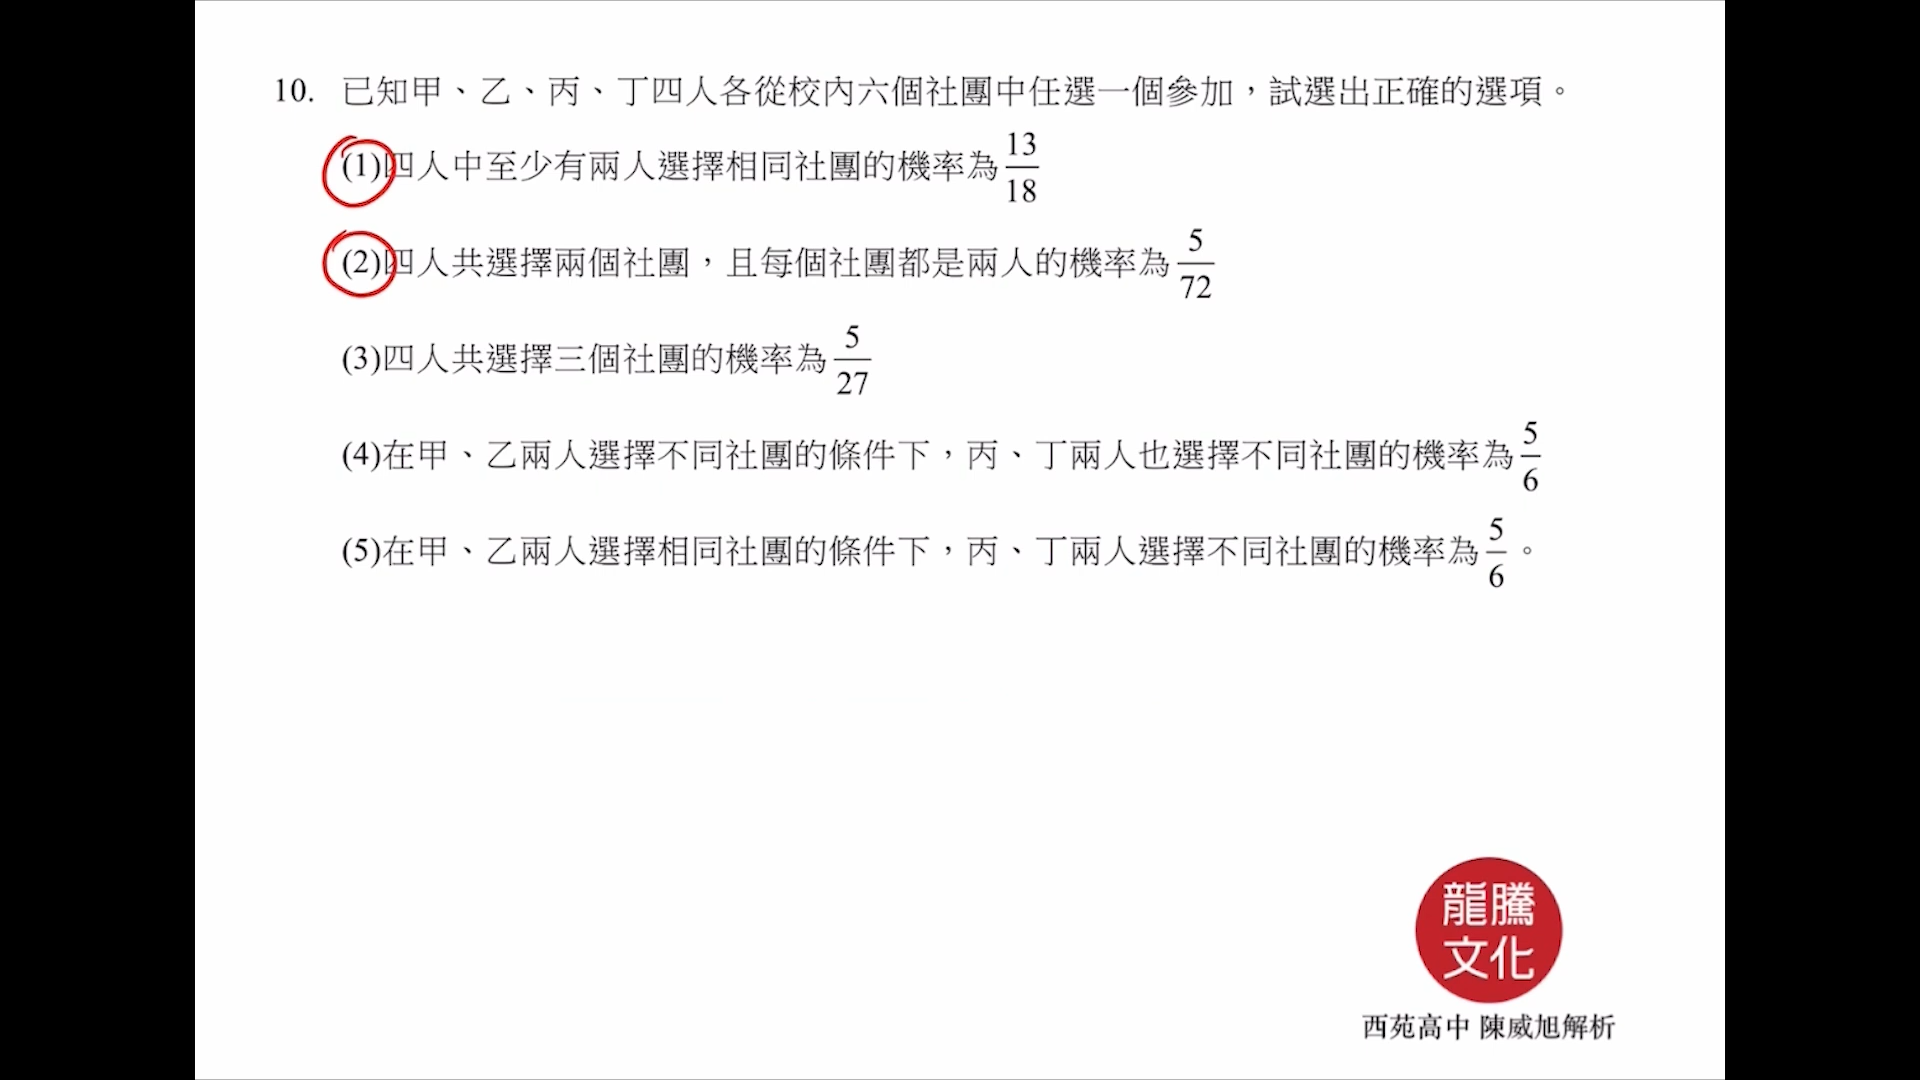 10. 已知甲、乙、丙、丁四人各從校內六個社團中任選一個參加，試選出正確的選項。
(1)四人中至少有兩人選擇相同社團的機率為13/18
(2)四人共選擇兩個社團，且每個社團都是兩人的機率為5/72
(3)四人共選擇三個社團的機率為5/27
(4)在甲、乙兩人選擇不同社團的條件下，丙、丁兩人也選擇不同社團的機率為5/6
(5)在甲、乙兩人選擇相同社團的條件下，丙、丁兩人選擇不同社團的機率為5/6。
龍騰
文化
西苑高中 陳威旭解析